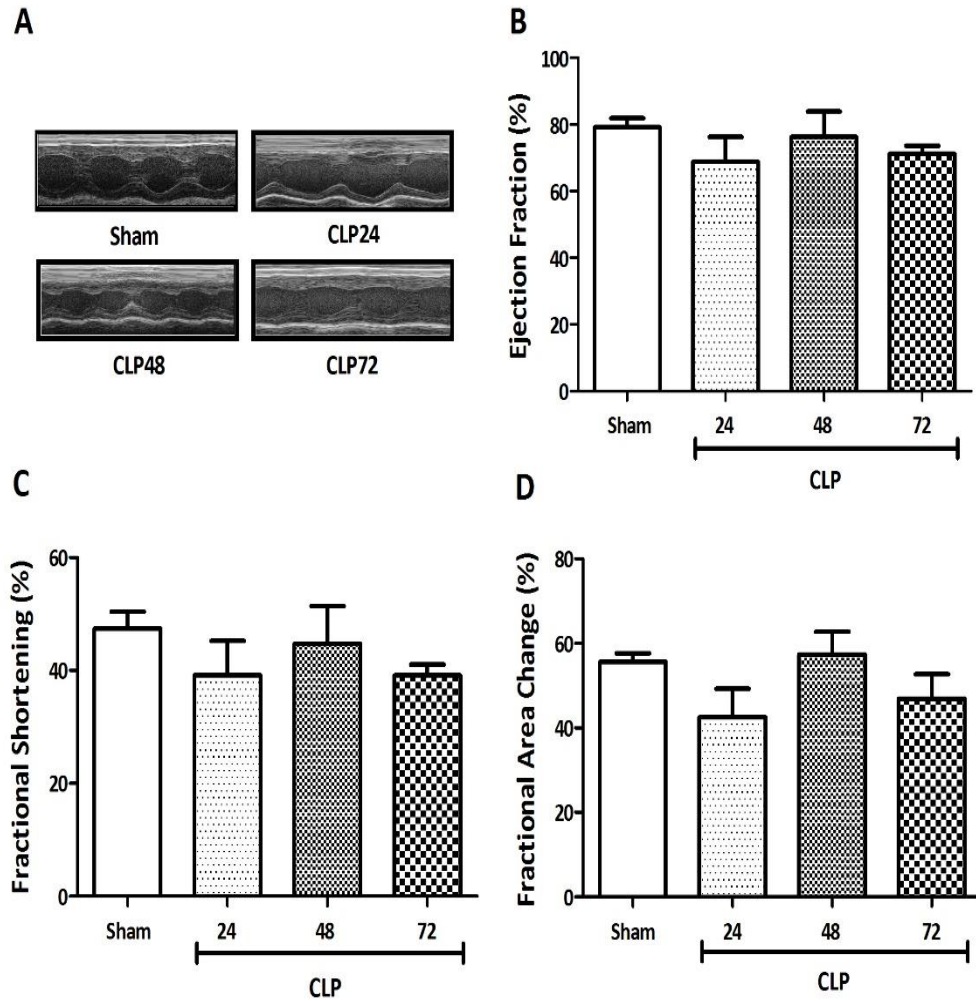 A
Sham
CLP24
CLP48
CLP72
B
Ejection Fraction (%)
100
80
60
40
20
0
Sham
24
48
72
CLP
C
Fractional Shortening (%)
60
40
20
0
Sham
24
48
72
CLP
D
Fractional Area Change (%)
80
60
40
20
0
Sham
24
48
72
CLP